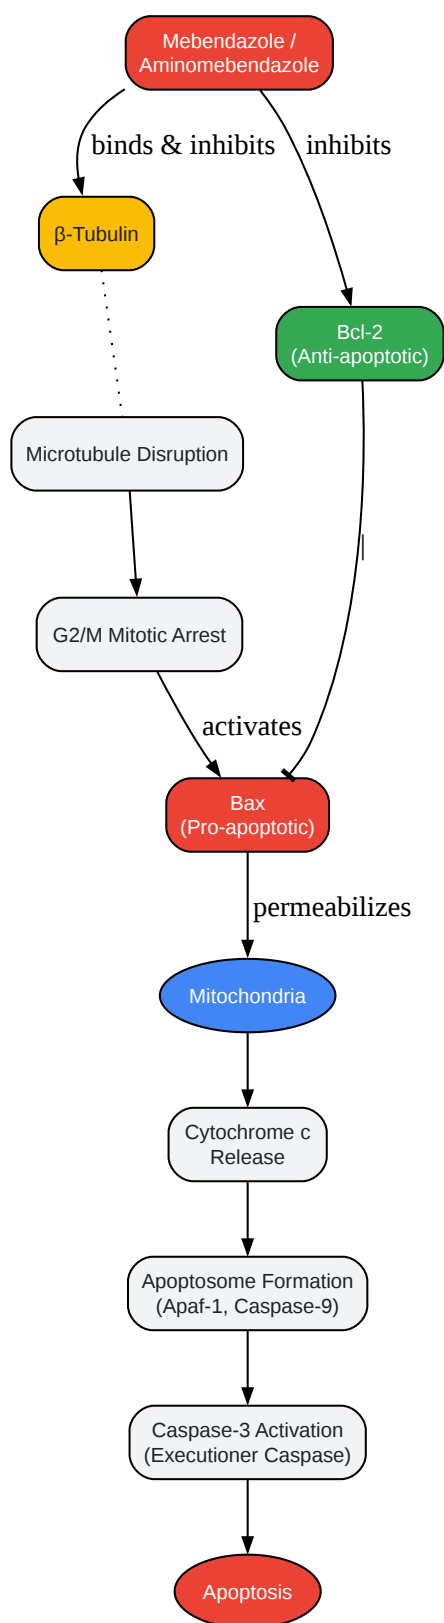 Mebendazole /
Aminomebendazole
binds & inhibits
inhibits
β-Tubulin
Bcl-2
(Anti-apoptotic)
Microtubule Disruption
|
G2/M Mitotic Arrest
activates
Bax
(Pro-apoptotic)
permeabilizes
Mitochondria
Cytochrome c
Release
Apoptosome Formation
(Apaf-1, Caspase-9)
Caspase-3 Activation
(Executioner Caspase)
Apoptosis